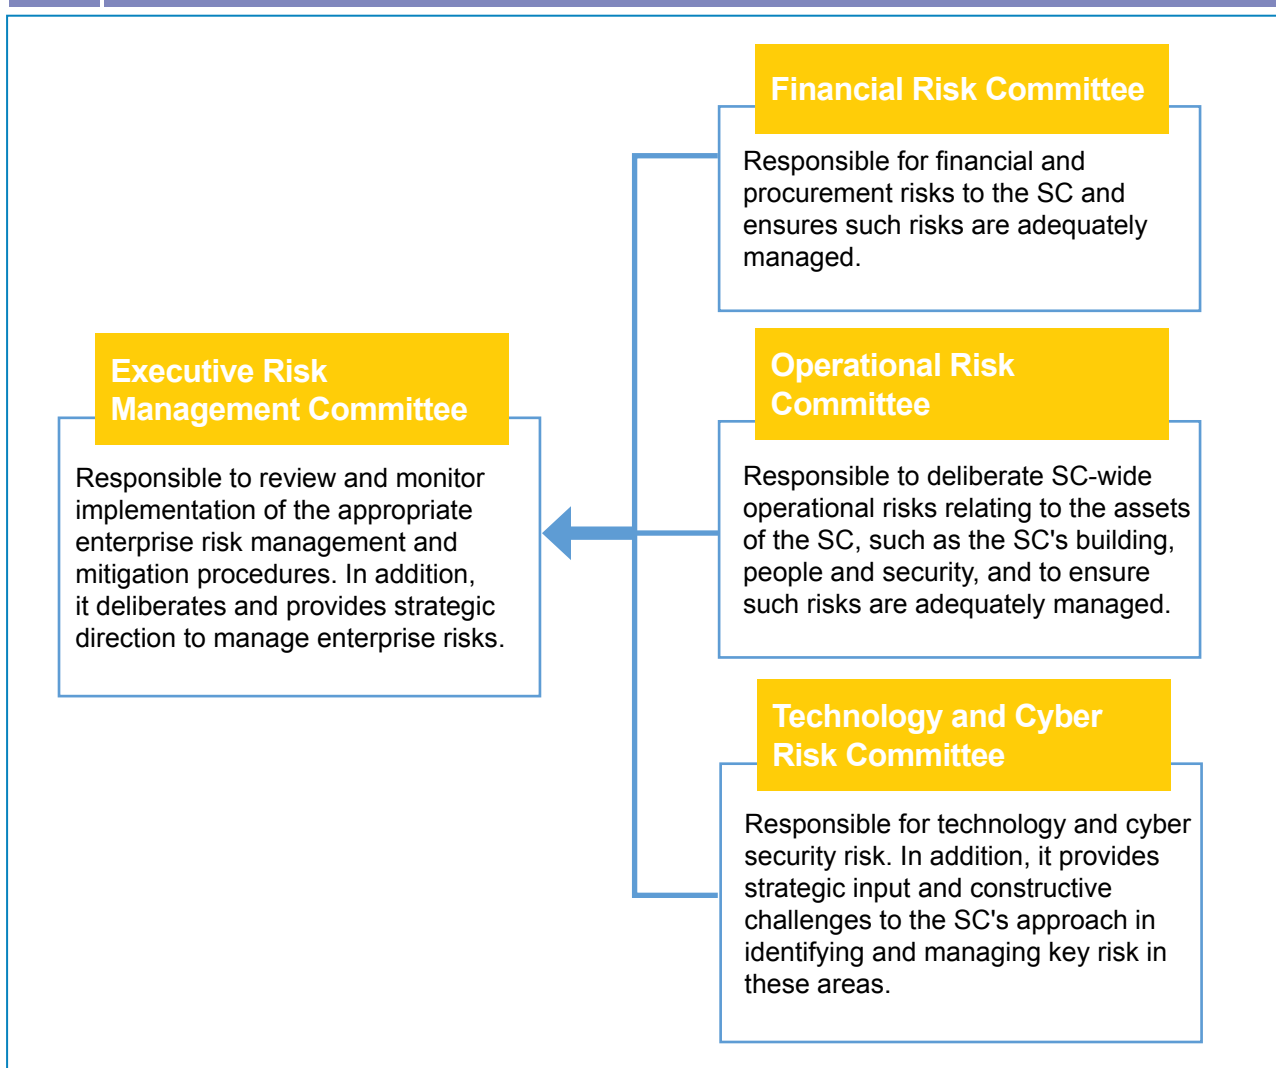 Financial Risk Committee
Responsible for financial and
procurement risks to the SC and
ensures such risks are adequately
managed.
Executive Risk
Management Committee
Responsible to review and monitor
implementation of the appropriate
enterprise risk management and
mitigation procedures. In addition,
it deliberates and provides strategic
direction to manage enterprise risks.
Operational Risk
Committee
Responsible to deliberate SC-wide
operational risks relating to the assets
of the SC, such as the SC's building,
people and security, and to ensure
such risks are adequately managed.
Technology and Cyber
Risk Committee
Responsible for technology and cyber
security risk. In addition, it provides
strategic input and constructive
challenges to the SC's approach in
identifying and managing key risk in
these areas.